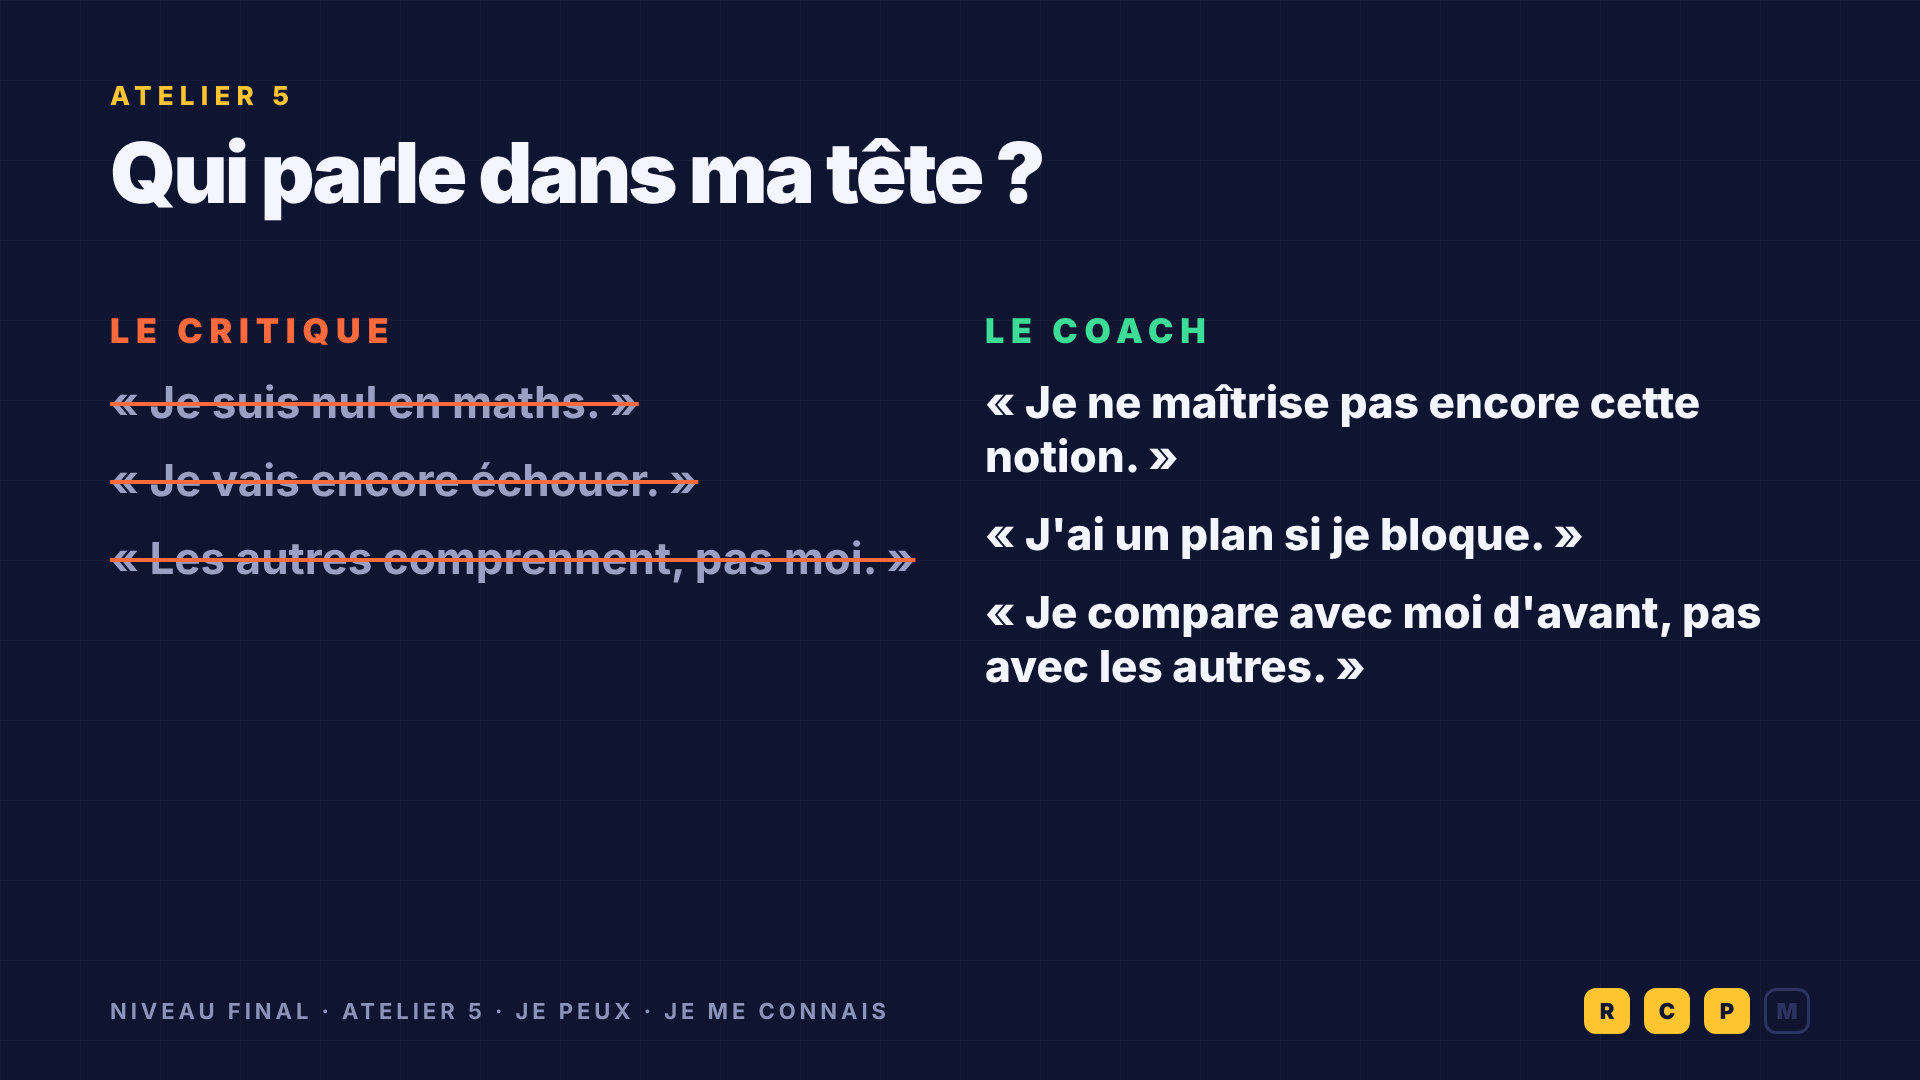 ATELIER 5
Qui parle dans ma tête ?
LE CRITIQUE
« Je suis nul en maths. »
« Je vais encore échouer. »
« Les autres comprennent, pas moi. »
LE COACH
« Je ne maîtrise pas encore cette
notion. »
« J'ai un plan si je bloque. »
« Je compare avec moi d'avant, pas
avec les autres. »
NIVEAU FINAL · ATELIER 5 · JE PEUX · JE ME CONNAIS
R C P M